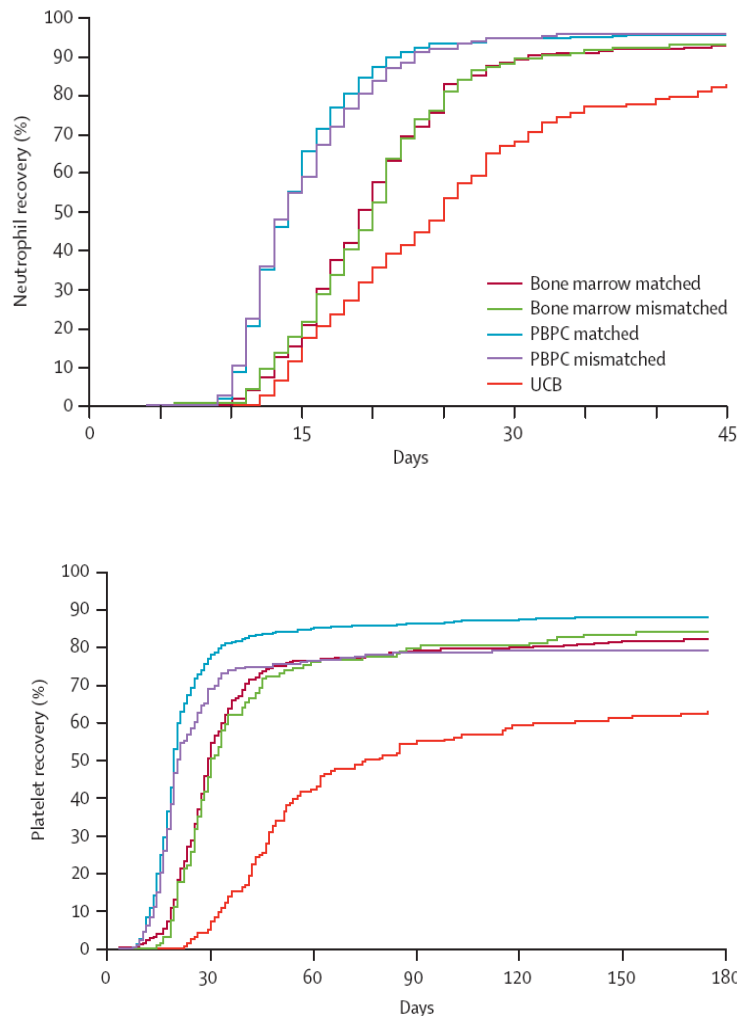 100
90
80
70
60
50
40
30
20
10
0
Neutrophil recovery (%)
Bone marrow matched
Bone marrow mismatched
PBPC matched
PBPC mismatched
UCB
0 15 30 45
Days
100
90
80
70
60
50
40
30
20
10
0
Platelet recovery (%)
0 30 60 90 120 150 180
Days